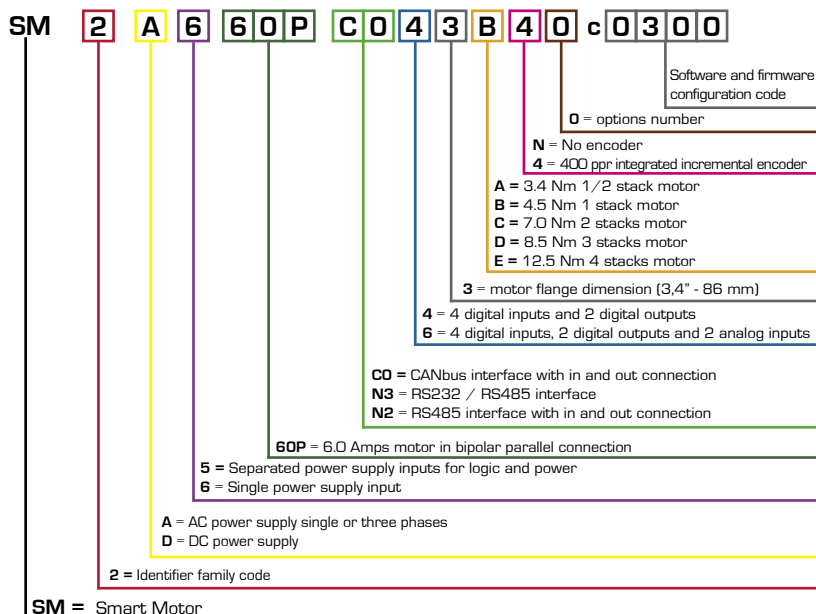 SM 2 A 6 60P C0 4 3 B 4 0 c 0300
Software and firmware
configuration code
0 = options number
N = No encoder
4 = 400 ppr integrated incremental encoder
A = 3.4 Nm 1/2 stack motor
B = 4.5 Nm 1 stack motor
C = 7.0 Nm 2 stacks motor
D = 8.5 Nm 3 stacks motor
E = 12.5 Nm 4 stacks motor
3 = motor flange dimension (3,4" - 86 mm)
4 = 4 digital inputs and 2 digital outputs
6 = 4 digital inputs, 2 digital outputs and 2 analog inputs
C0 = CANbus interface with in and out connection
N3 = RS232 / RS485 interface
N2 = RS485 interface with in and out connection
60P = 6.0 Amps motor in bipolar parallel connection
5 = Separated power supply inputs for logic and power
6 = Single power supply input
A = AC power supply single or three phases
D = DC power supply
2 = Identifier family code
SM = Smart Motor